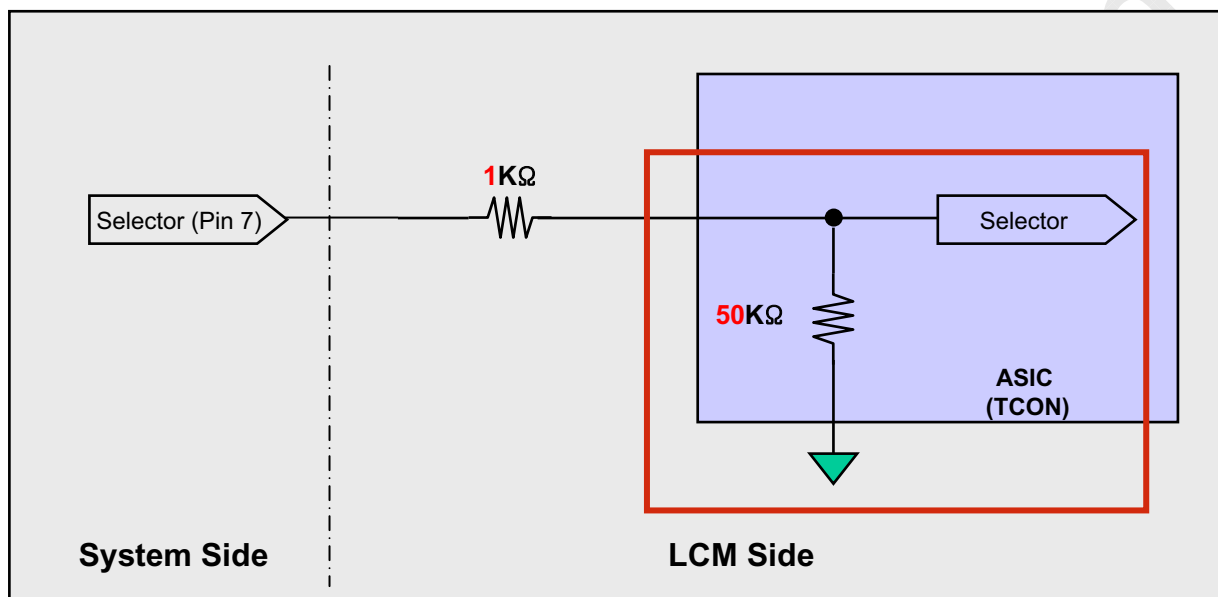 1KΩ
Selector (Pin 7)
Selector
50KΩ
ASIC
(TCON)
System Side
LCM Side